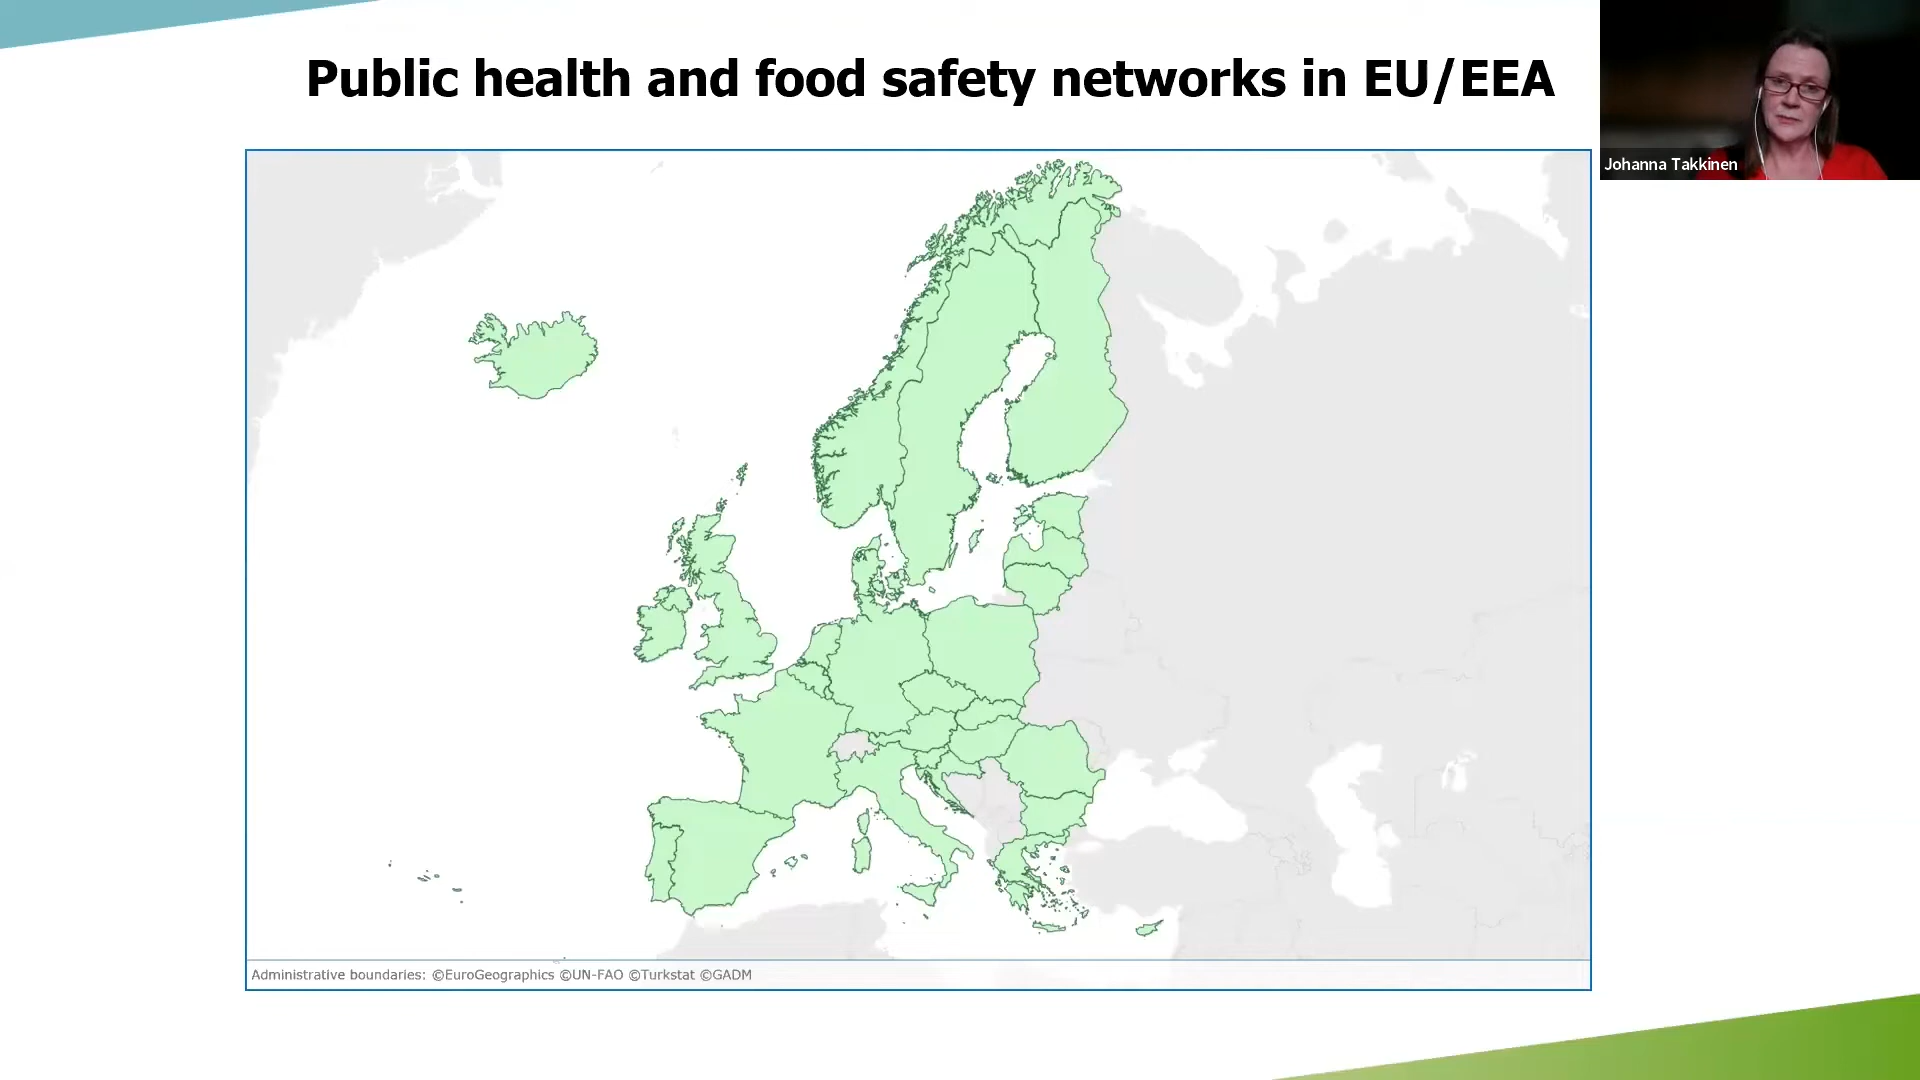 Public health and food safety networks in EU/EEA
Johanna Takkinen
Administrative boundaries: ©EuroGeographics ©UN-FAO ©Turkstat ©GADM